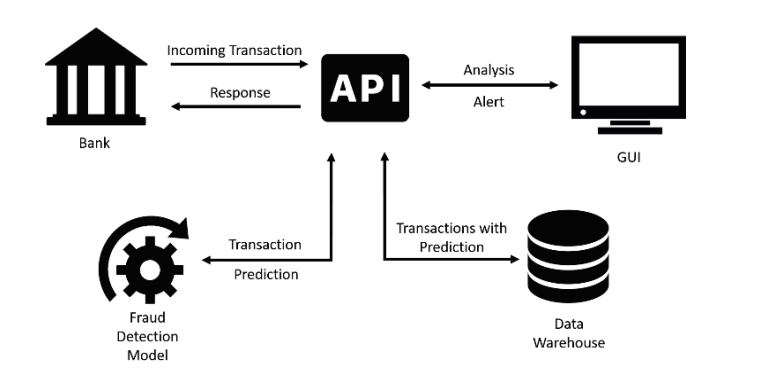 Incoming Transaction
Response
Bank
API
Analysis
Alert
GUI
Transaction
Prediction
Fraud
Detection
Model
Transactions with
Prediction
Data
Warehouse